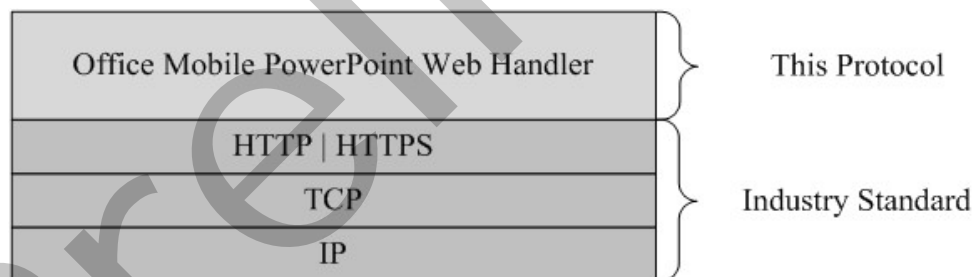 Office Mobile PowerPoint Web Handler
This Protocol
HTTP | HTTPS
TCP
Industry Standard
IP